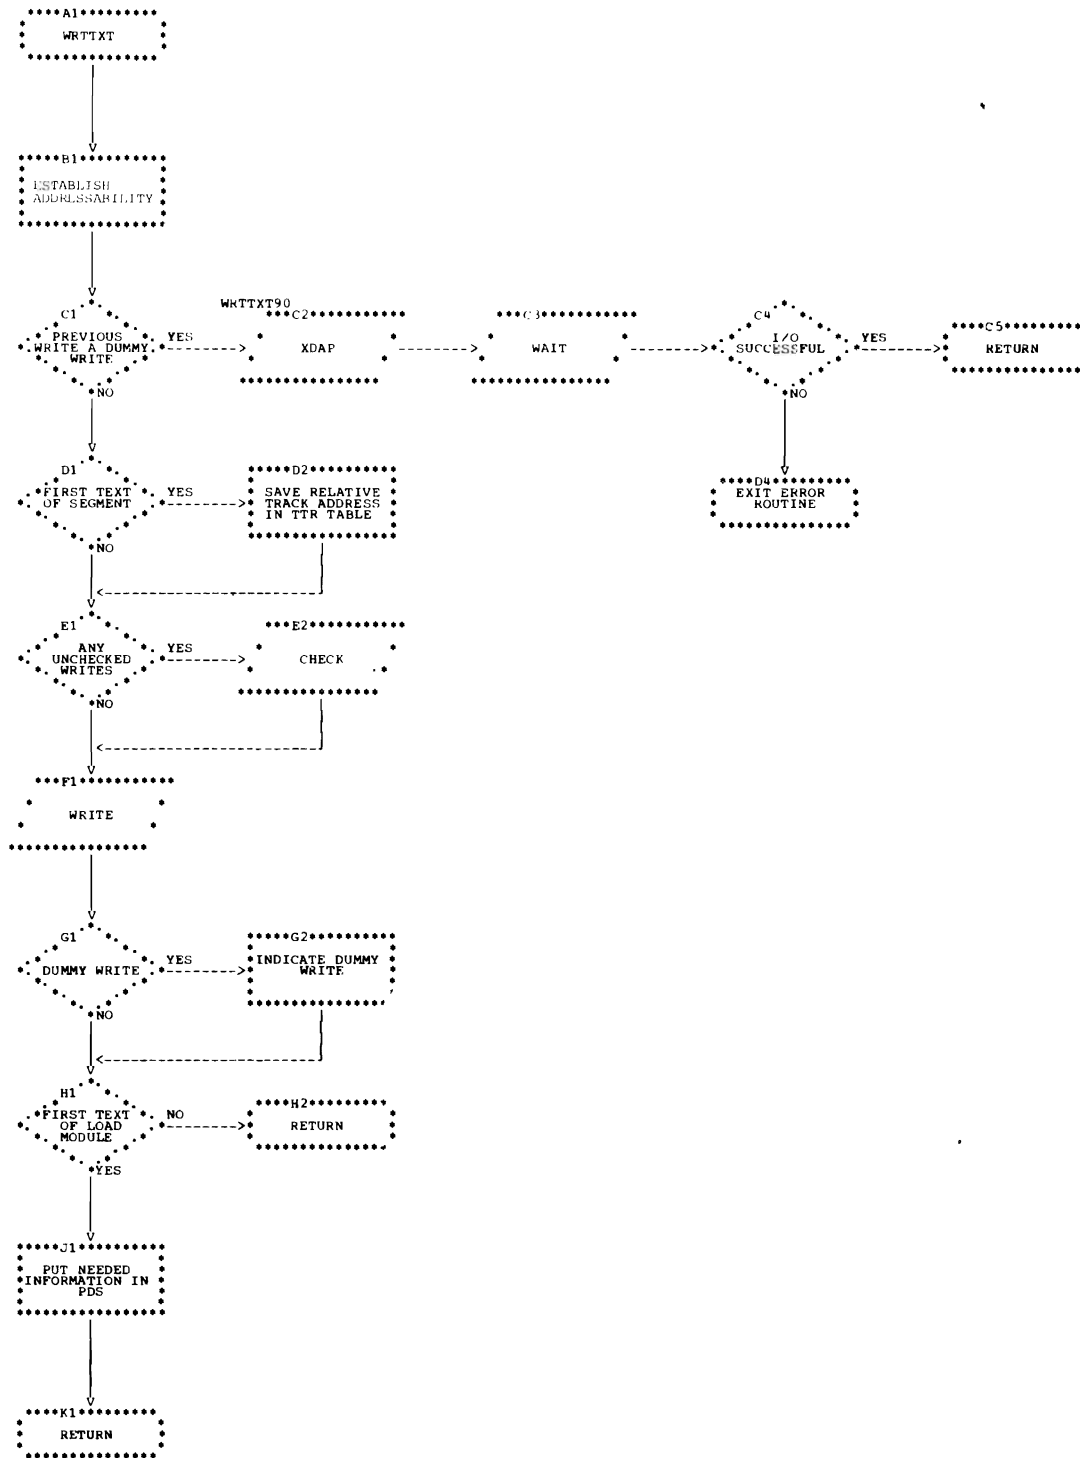 A1
WRTTXT
B1
ESTABLISH
ADDRESSABILITY
C1
PREVIOUS
WRITE A DUMMY
WRITE
YES
NO
WRTTXT90
C2
XDAP
C3
WAIT
C4
I/O
SUCCESSFUL
YES
NO
C5
RETURN
D1
FIRST TEXT
OF SEGMENT
YES
NO
D2
SAVE RELATIVE
TRACK ADDRESS
IN TTR TABLE
D4
EXIT ERROR
ROUTINE
E1
ANY
UNCHECKED
WRITES
YES
NO
E2
CHECK
F1
WRITE
G1
DUMMY WRITE
YES
NO
G2
INDICATE DUMMY
WRITE
H1
FIRST TEXT
OF LOAD
MODULE
NO
YES
H2
RETURN
J1
PUT NEEDED
INFORMATION IN
PDS
K1
RETURN